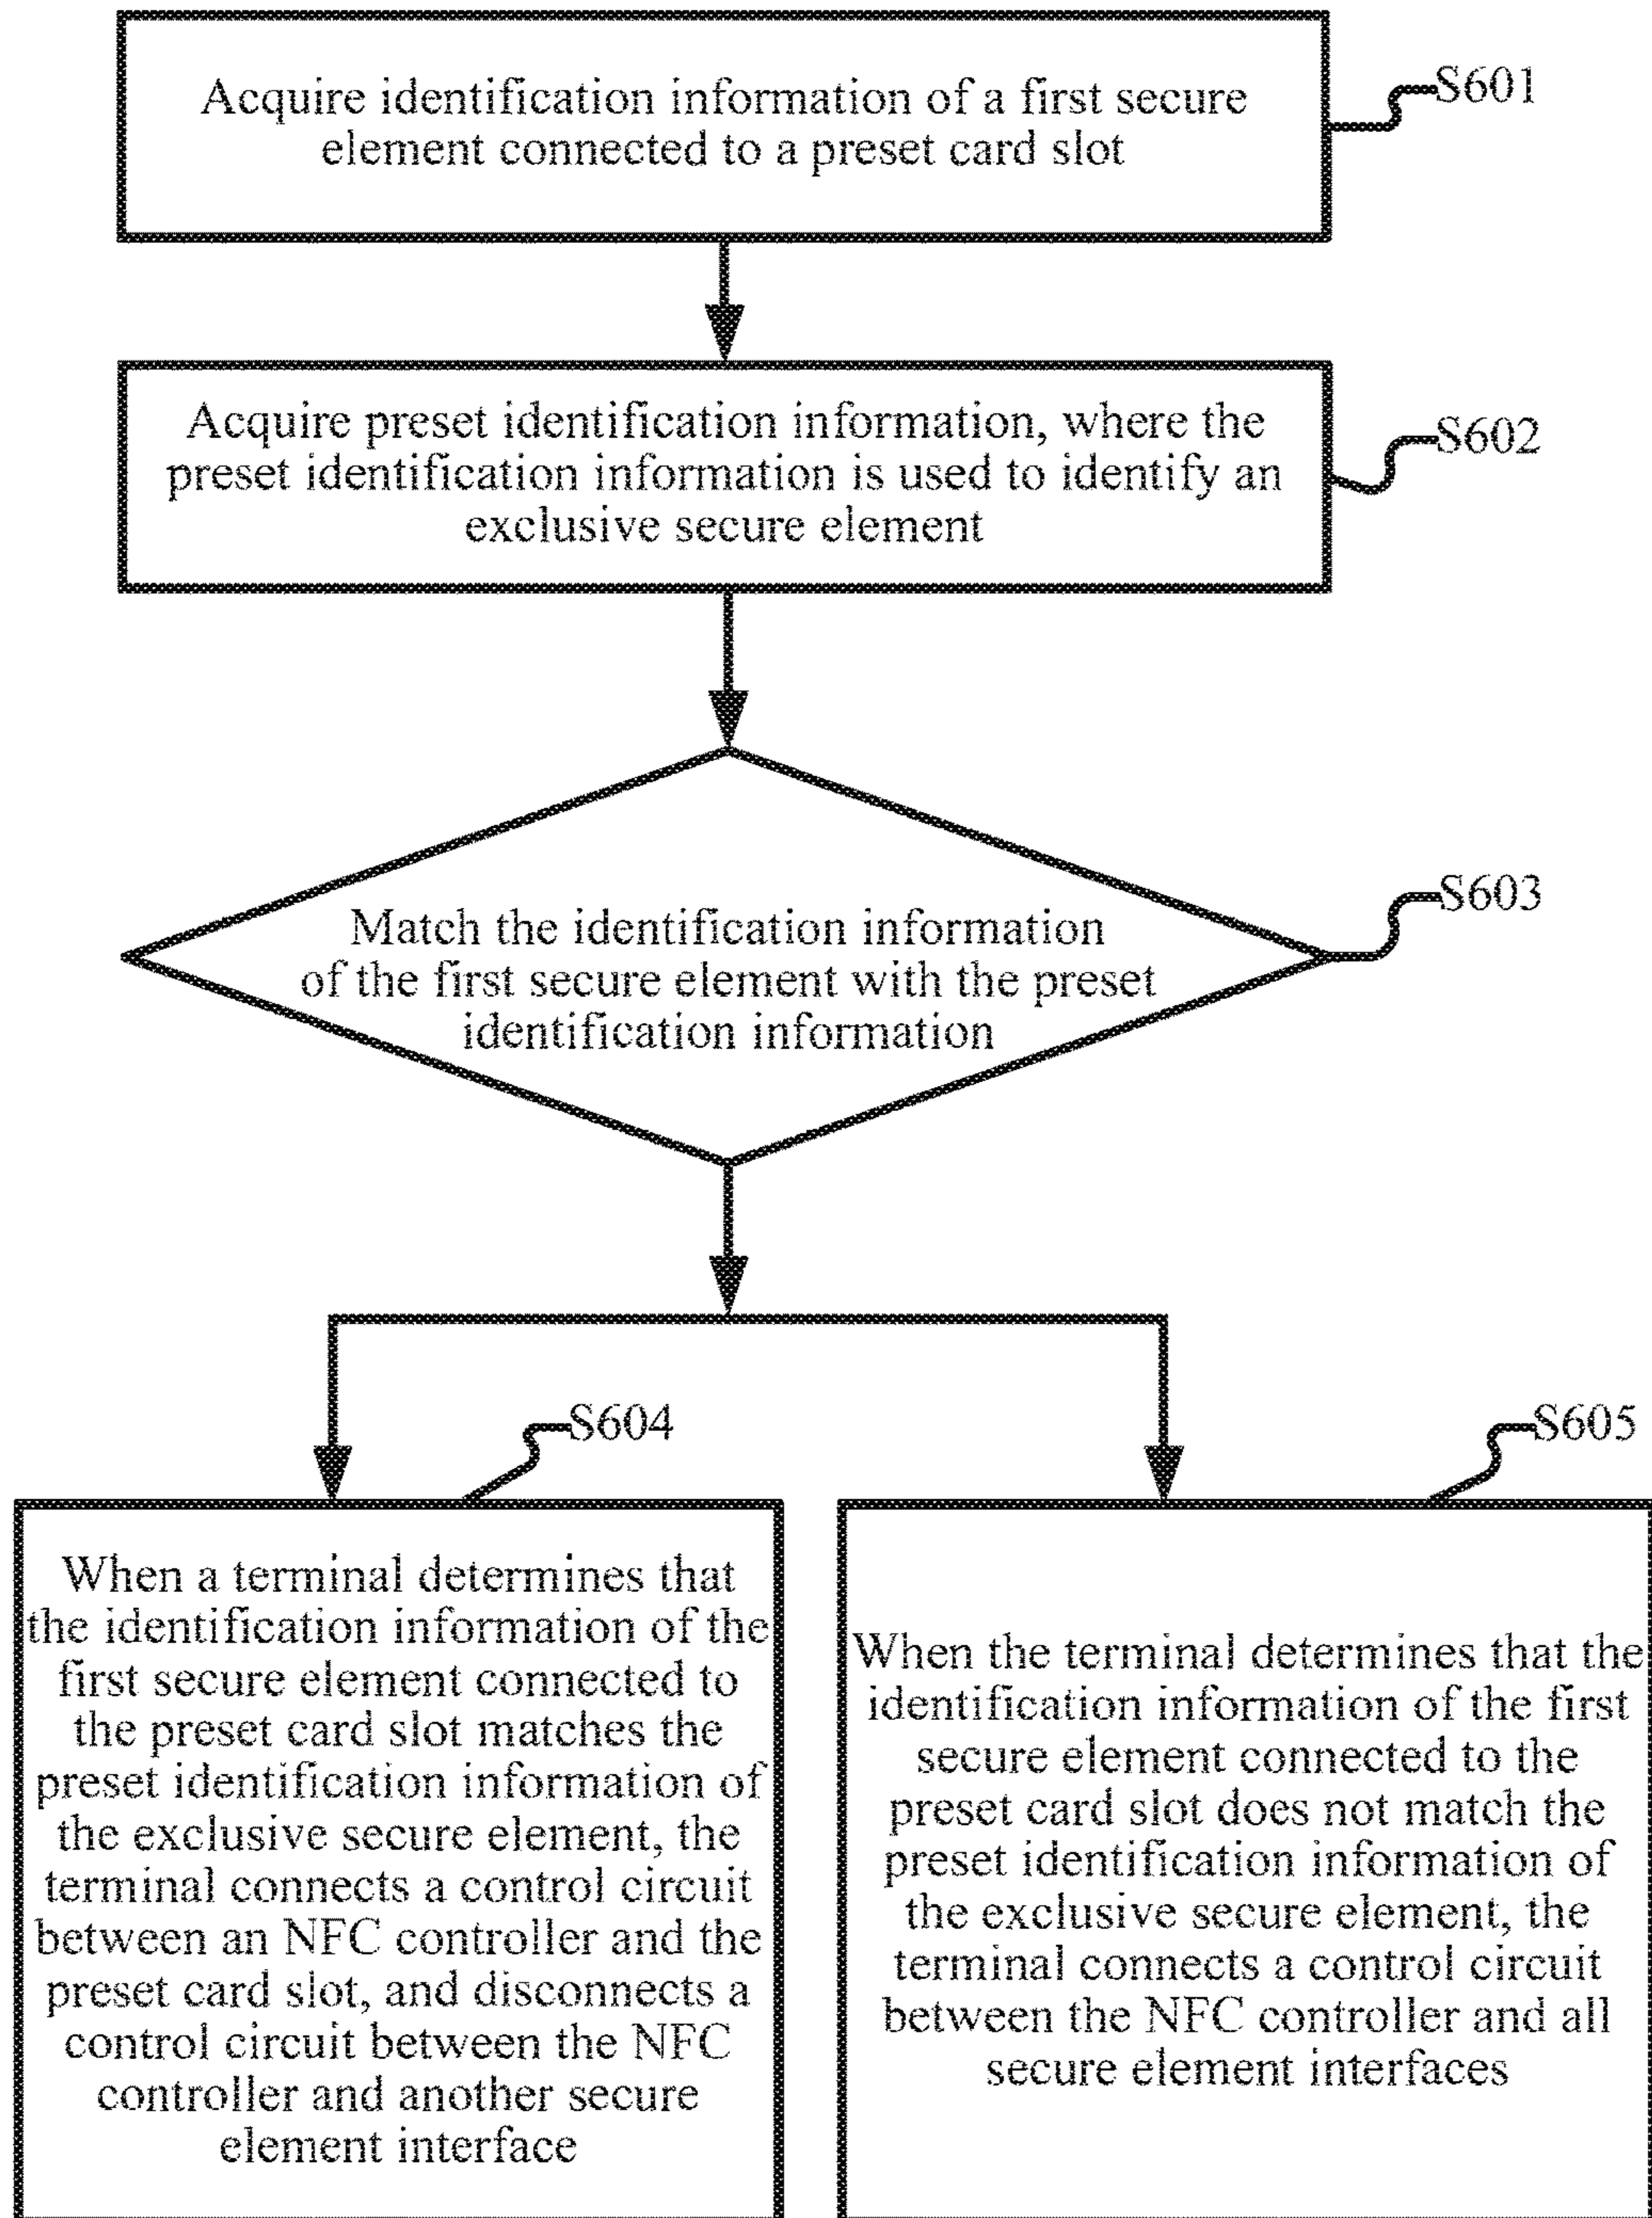 Acquire identification information of a first secure
element connected to a preset card slot
S601
Acquire preset identification information, where the
preset identification information is used to identify an
exclusive secure element
S602
Match the identification information
of the first secure element with the preset
identification information
S603
S604
When a terminal determines that
the identification information of the
first secure element connected to
the preset card slot matches the
preset identification information of
the exclusive secure element, the
terminal connects a control circuit
between an NFC controller and the
preset card slot, and disconnects a
control circuit between the NFC
controller and another secure
element interface
S605
When the terminal determines that the
identification information of the first
secure element connected to the
preset card slot does not match the
preset identification information of
the exclusive secure element, the
terminal connects a control circuit
between the NFC controller and all
secure element interfaces